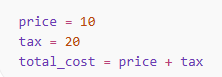 price = 10
tax = 20
total_cost = price + tax